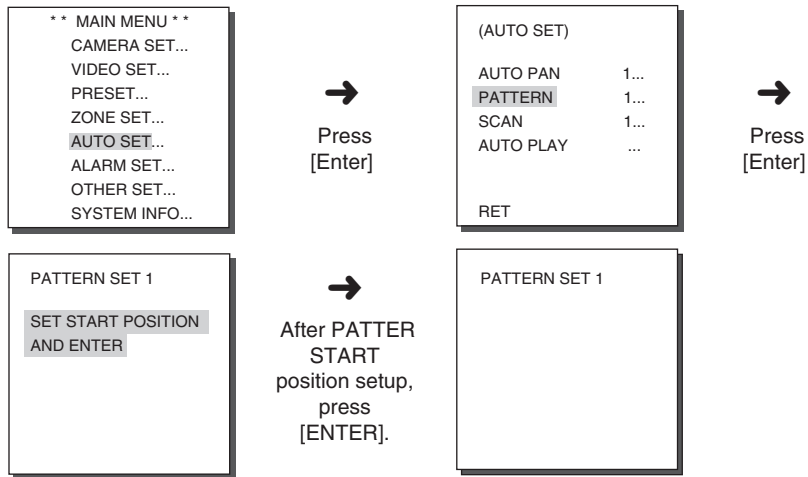 * * MAIN MENU * *
CAMERA SET...
VIDEO SET...
PRESET...
ZONE SET...
AUTO SET...
ALARM SET...
OTHER SET...
SYSTEM INFO...
Press
[Enter]
(AUTO SET)
AUTO PAN 1...
PATTERN 1...
SCAN 1...
AUTO PLAY ...
RET
Press
[Enter]
PATTERN SET 1
SET START POSITION
AND ENTER
After PATTER
START
position setup,
press
[ENTER].
PATTERN SET 1